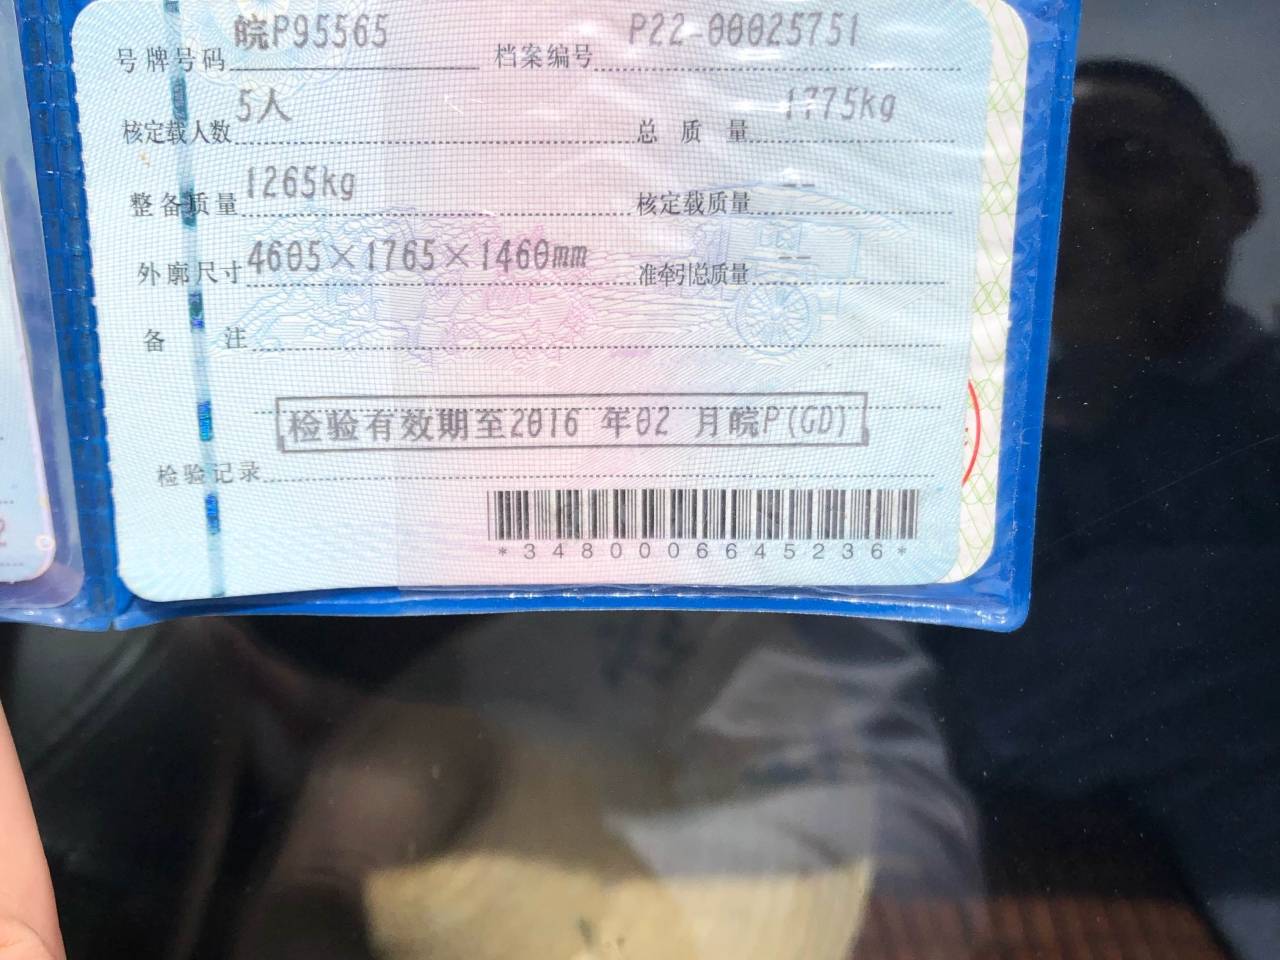 号牌号码 皖P95565 档案编号 P22-00025751
核定载人数 5人 总质量 1775kg
整备质量 1265kg 核定载质量 --
外廓尺寸 4605×1765×1460mm 准牵引总质量 --
备注
检验有效期至2016 年02 月皖P(GD)
检验记录
*3480006645236*
2